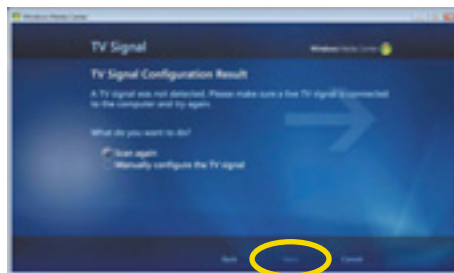 Windows Media Center
TV Signal
Windows Media Center
TV Signal Configuration Result
A TV signal was not detected. Please make sure a live TV signal is connected
to the computer and try again.
What do you want to do?
Scan again
Manually configure the TV signal
Back
Next
Cancel